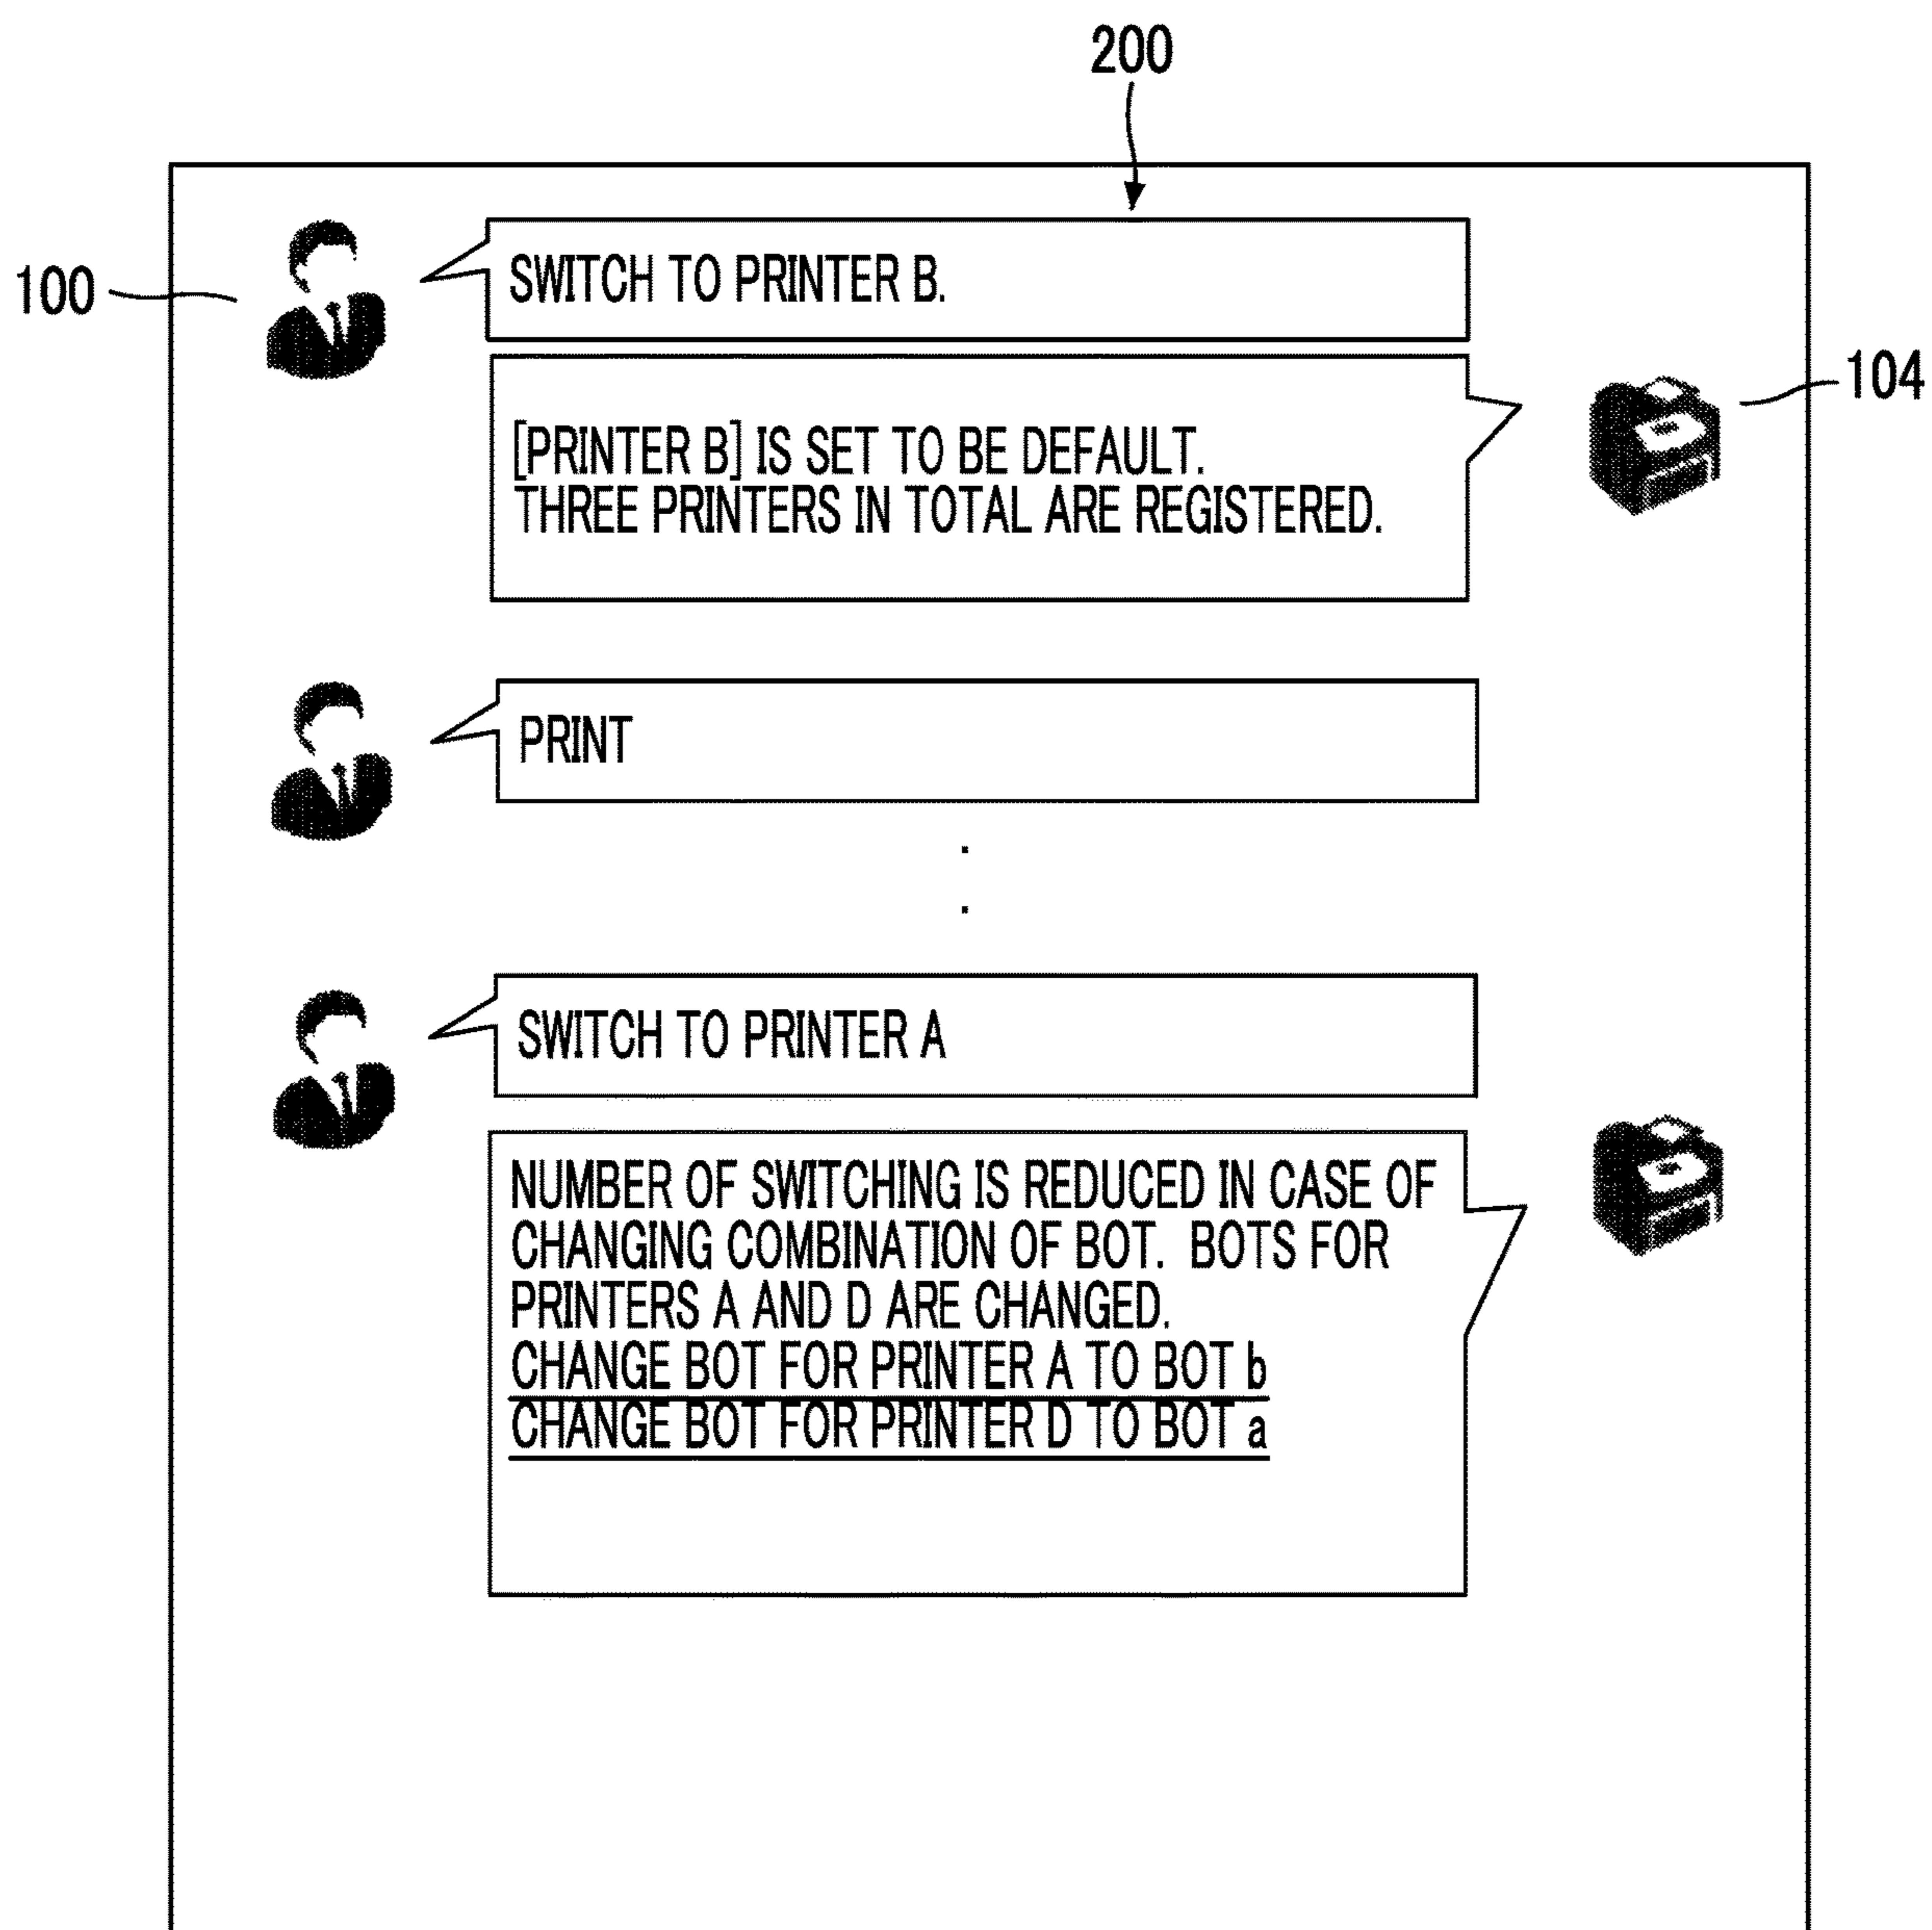 200
100
SWITCH TO PRINTER B.
104
[PRINTER B] IS SET TO BE DEFAULT.
THREE PRINTERS IN TOTAL ARE REGISTERED.
PRINT
SWITCH TO PRINTER A
NUMBER OF SWITCHING IS REDUCED IN CASE OF
CHANGING COMBINATION OF BOT. BOTS FOR
PRINTERS A AND D ARE CHANGED.
CHANGE BOT FOR PRINTER A TO BOT b
CHANGE BOT FOR PRINTER D TO BOT a